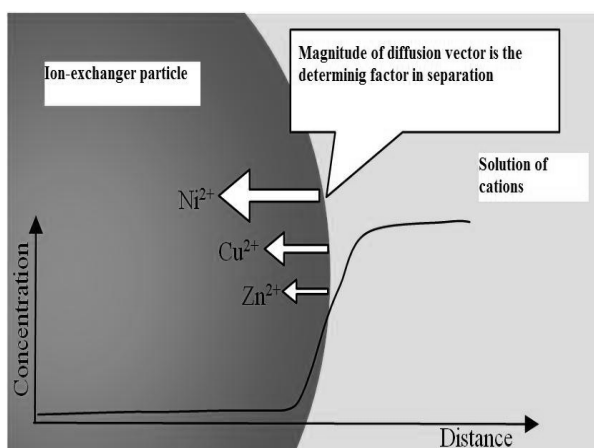 Ion-exchanger particle
Magnitude of diffusion vector is the
determing factor in separation
Solution of
cations
Ni²⁺
Cu²⁺
Zn²⁺
Concentration
Distance